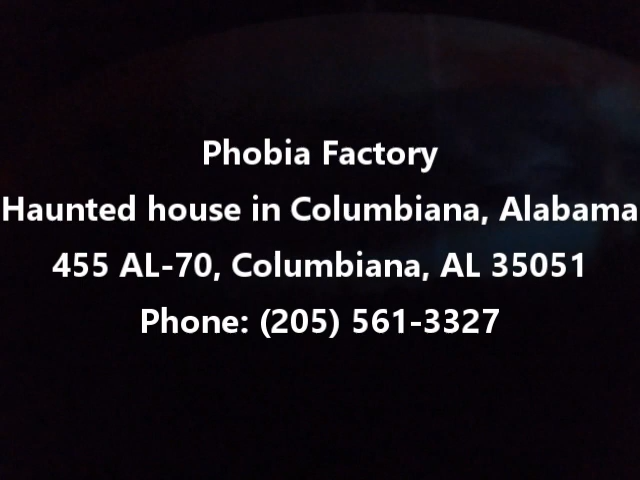 Phobia Factory
Haunted house in Columbiana, Alabama
455 AL-70, Columbiana, AL 35051
Phone: (205) 561-3327